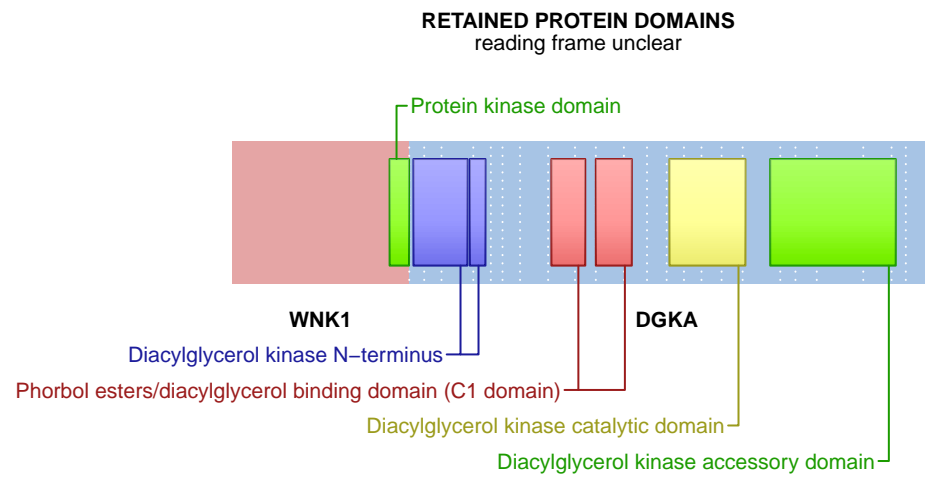 RETAINED PROTEIN DOMAINS
reading frame unclear
Protein kinase domain
WNK1
DGKA
Diacylglycerol kinase N−terminus
Phorbol esters/diacylglycerol binding domain (C1 domain)
Diacylglycerol kinase catalytic domain
Diacylglycerol kinase accessory domain